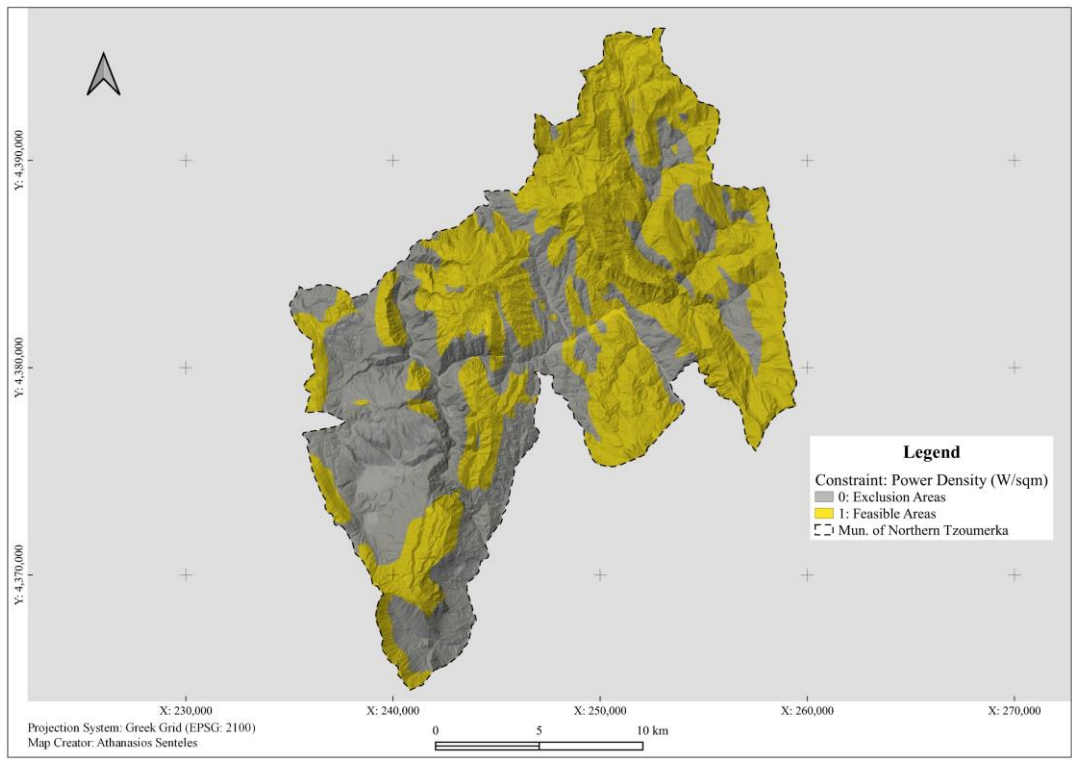 Y: 4,390,000
Y: 4,380,000
Y: 4,370,000
Legend
Constraint: Power Density (W/sqm)
0: Exclusion Areas
1: Feasible Areas
Mun. of Northern Tzoumerka
X: 230,000
X: 240,000
X: 250,000
X: 260,000
X: 270,000
Projection System: Greek Grid (EPSG: 2100)
Map Creator: Athanasios Senteles
0
5
10 km